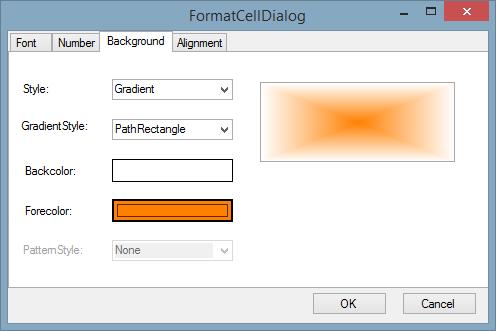 FormatCellDialog
Font Number Background Alignment
Style: Gradient
GradientStyle: PathRectangle
Backcolor:
Forecolor:
PatternStyle: None
OK Cancel